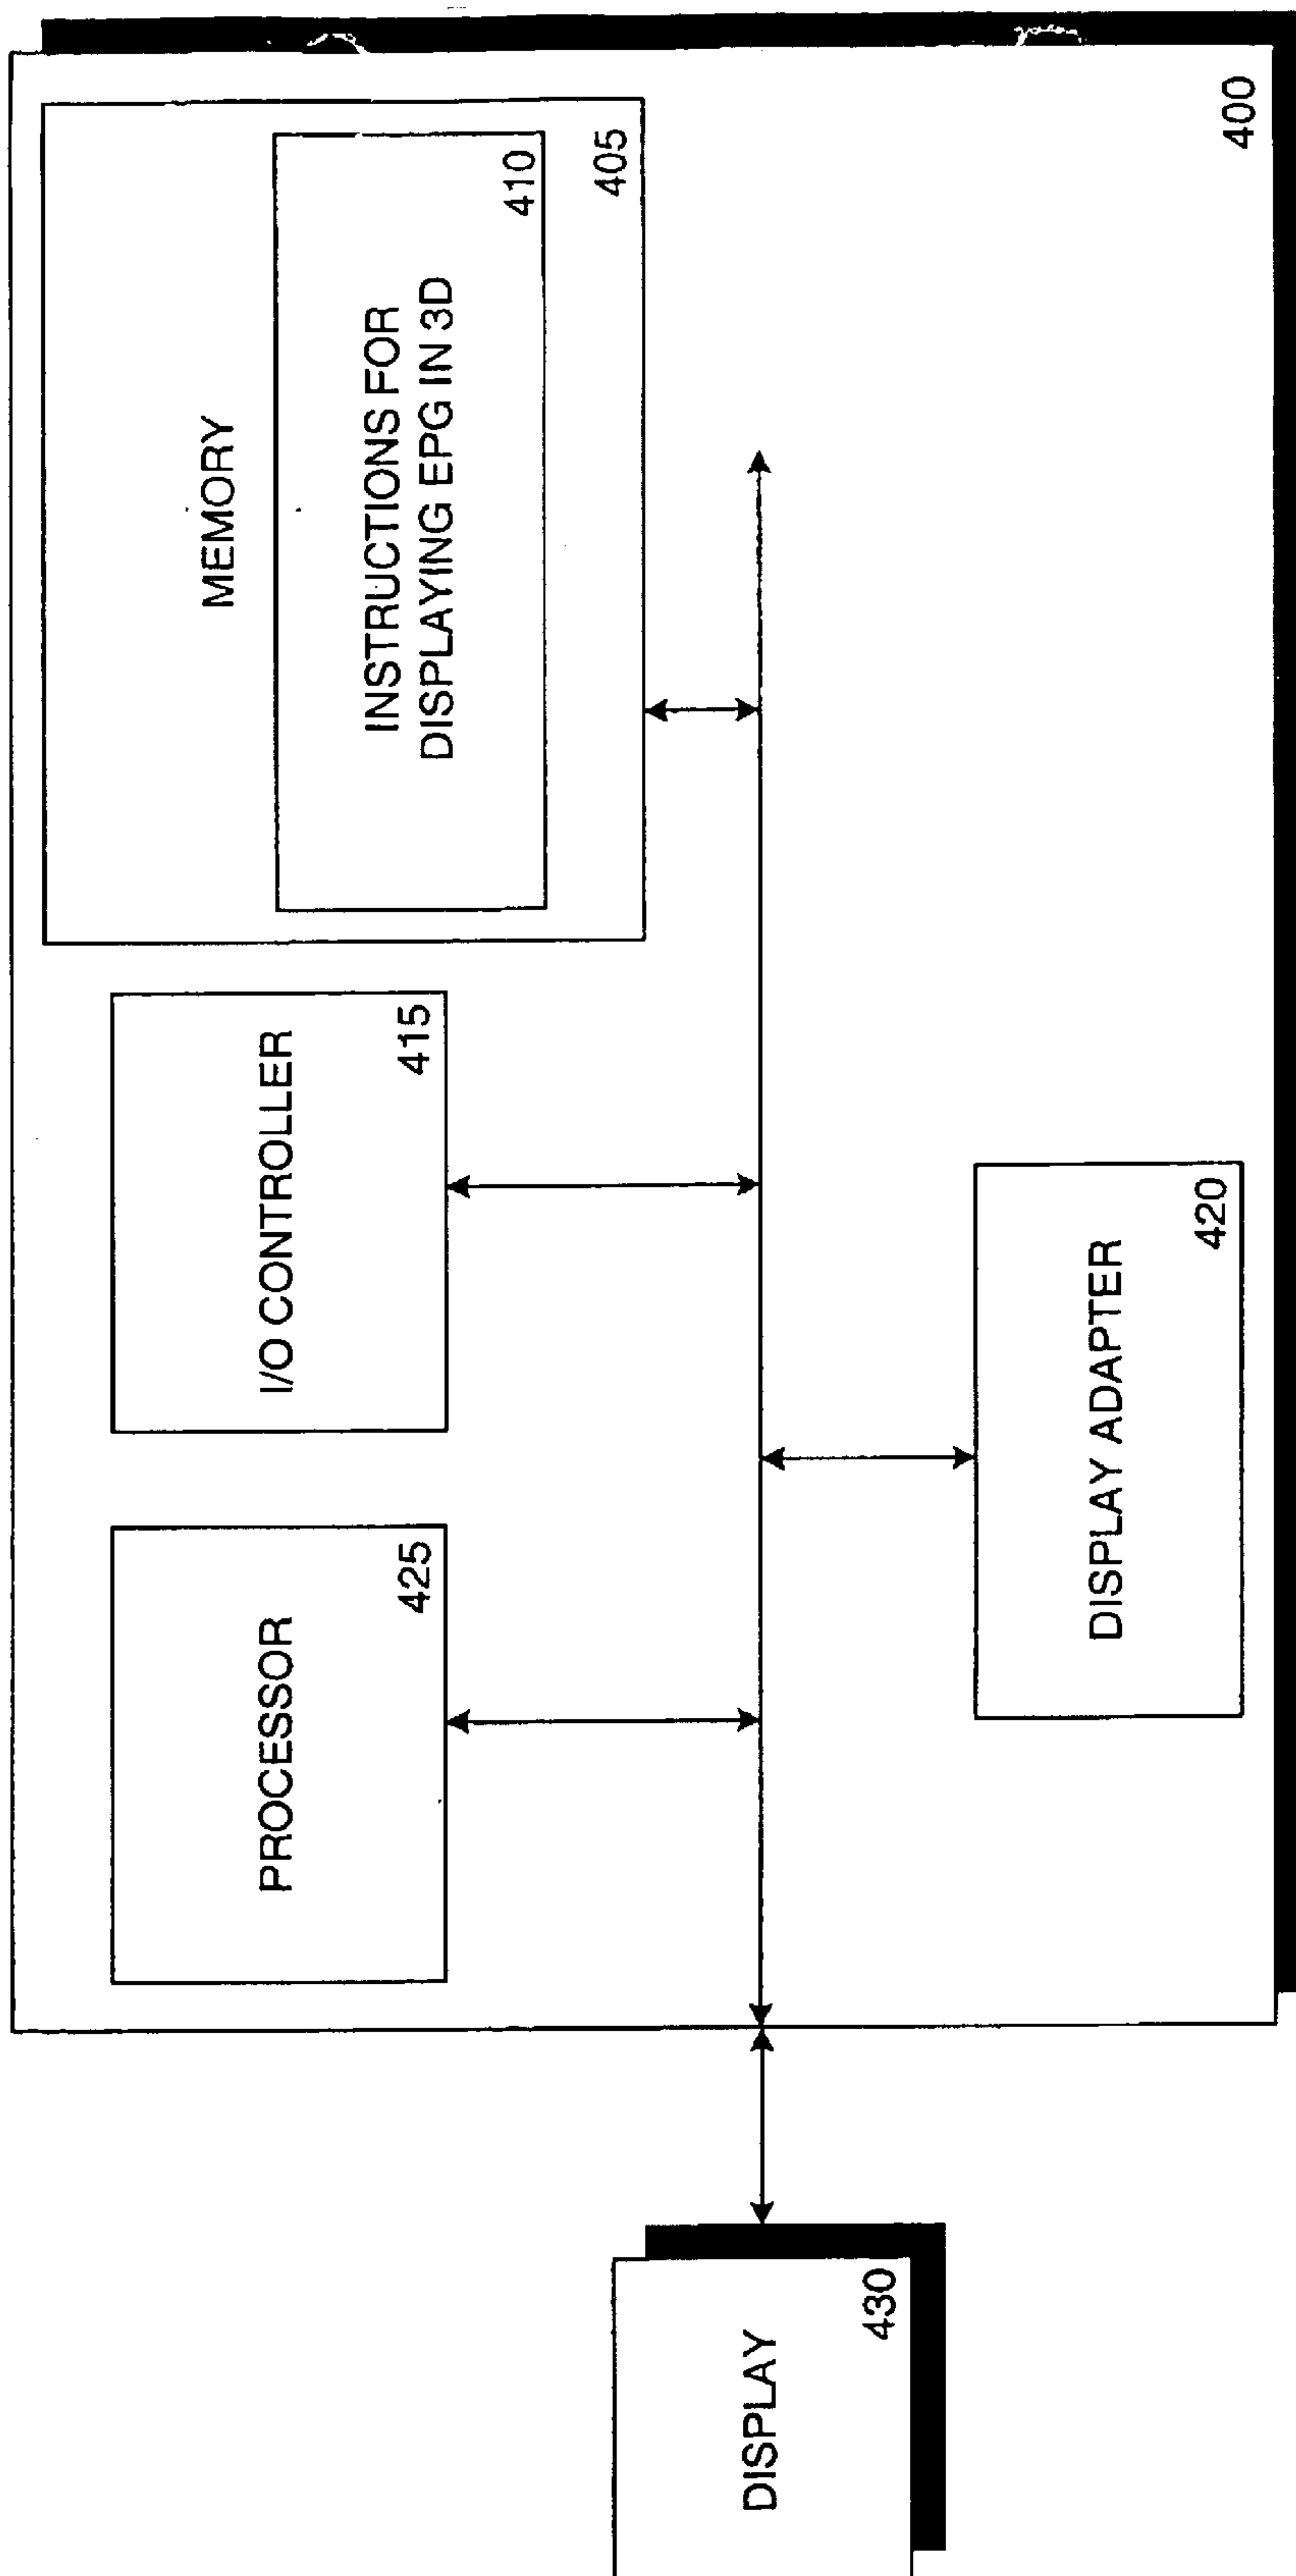 DISPLAY
430
PROCESSOR
425
I/O CONTROLLER
415
MEMORY
INSTRUCTIONS FOR
DISPLAYING EPG IN 3D
410
405
DISPLAY ADAPTER
420
400